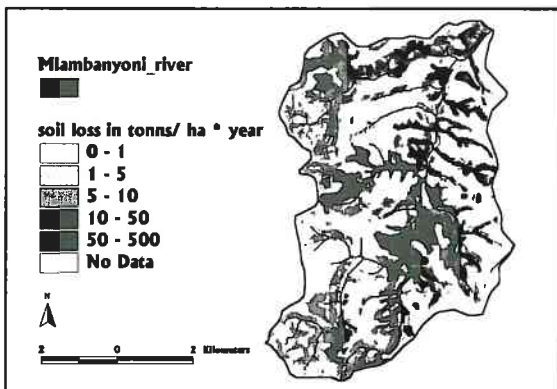 Mlambanyoni_river
soil loss in tonns/ ha * year
0 - 1
1 - 5
5 - 10
10 - 50
50 - 500
No Data
N
2 0 2 Kilometers